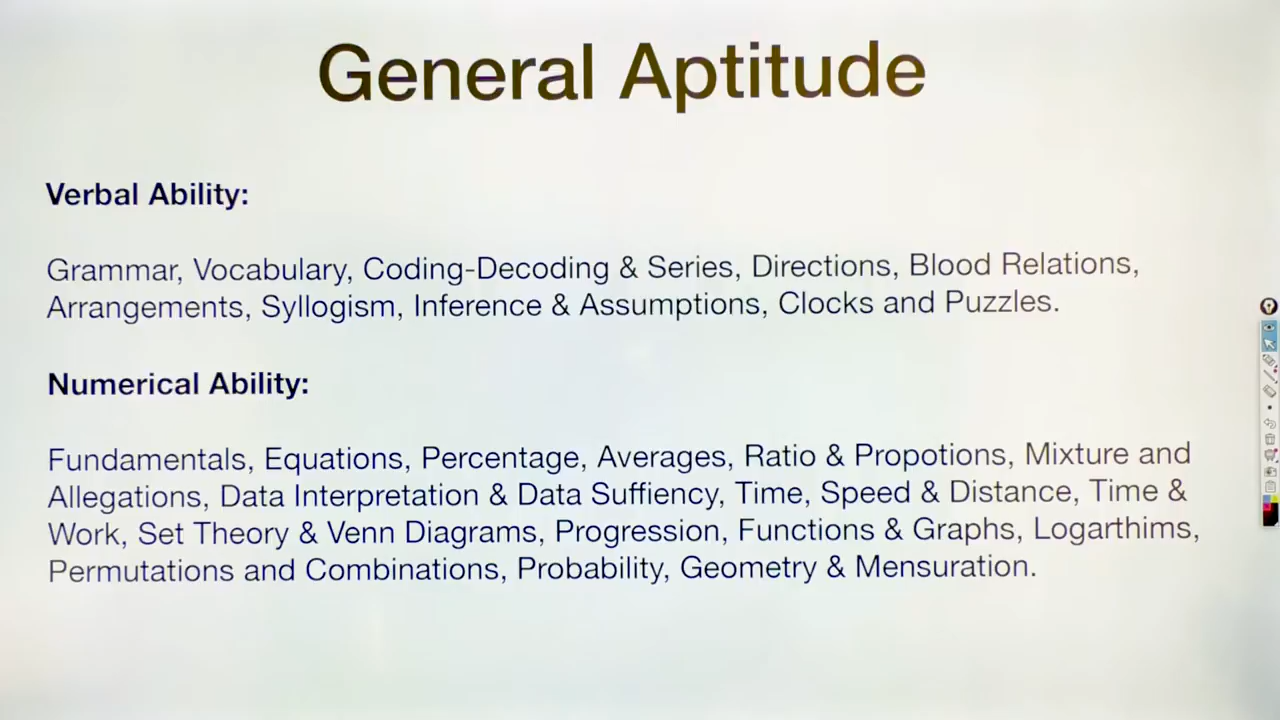 General Aptitude
Verbal Ability:
Grammar, Vocabulary, Coding-Decoding & Series, Directions, Blood Relations,
Arrangements, Syllogism, Inference & Assumptions, Clocks and Puzzles.
Numerical Ability:
Fundamentals, Equations, Percentage, Averages, Ratio & Propotions, Mixture and
Allegations, Data Interpretation & Data Suffiency, Time, Speed & Distance, Time &
Work, Set Theory & Venn Diagrams, Progression, Functions & Graphs, Logarthims,
Permutations and Combinations, Probability, Geometry & Mensuration.